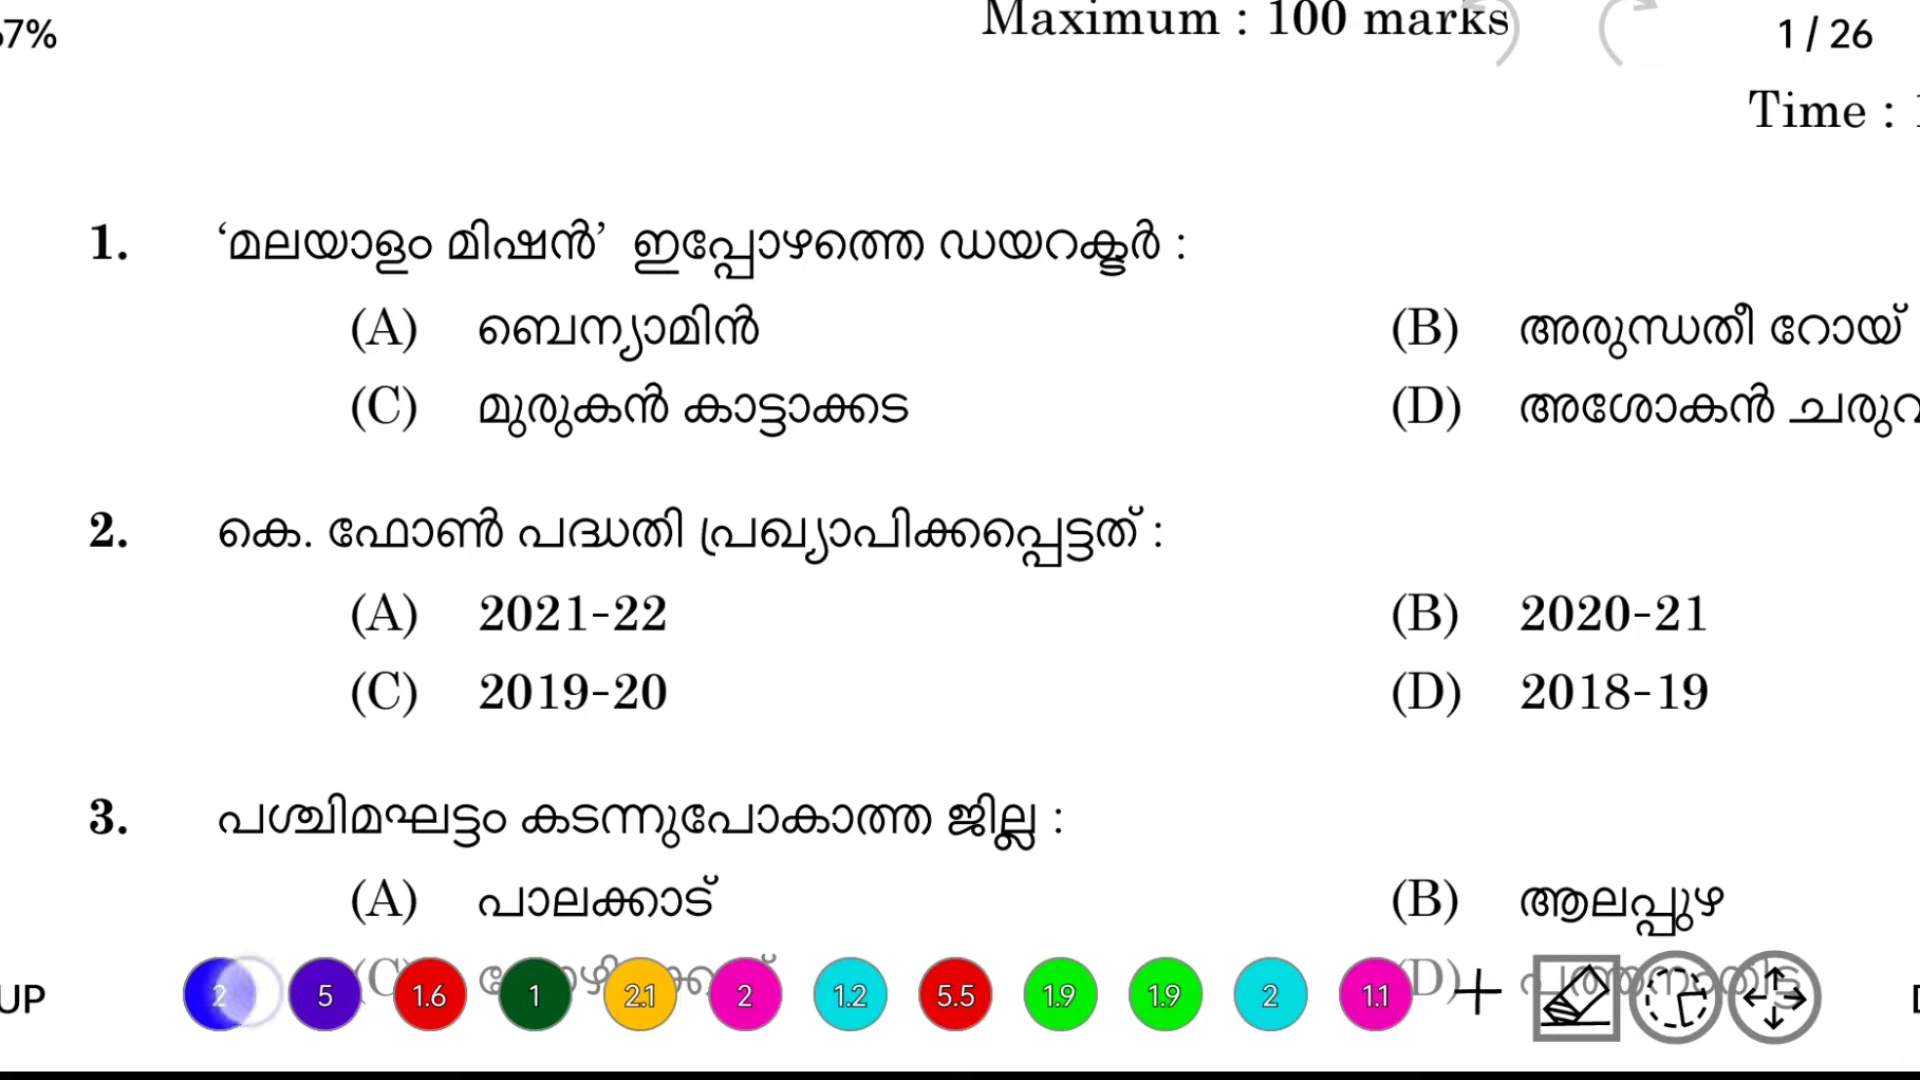 67%
Maximum : 100 marks
1 / 26
Time :
1. ‘മലയാളം മിഷൻ’ ഇപ്പോഴത്തെ ഡയറക്ടർ :
(A) ബെന്യാമിൻ (B) അരുന്ധതീ റോയ്
(C) മുരുകൻ കാട്ടാക്കട (D) അശോകൻ
2. കെ. ഫോൺ പദ്ധതി പ്രഖ്യാപിക്കപ്പെട്ടത് :
(A) 2021-22 (B) 2020-21
(C) 2019-20 (D) 2018-19
3. പശ്ചിമഘട്ടം കടന്നുപോകാത്ത ജില്ല :
(A) പാലക്കാട് (B) ആലപ്പുഴ
(C) (D)
UP 2 5 1.6 1 2.1 2 1.2 5.5 1.9 1.9 2 1.1 +